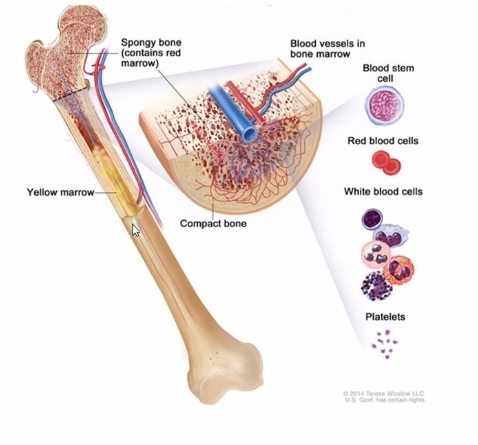 Spongy bone
(contains red
marrow)
Blood vessels in
bone marrow
Blood stem
cell
Red blood cells
White blood cells
Yellow marrow
Compact bone
Platelets
© 2014 Terese Winslow LLC
U.S. Govt. has certain rights